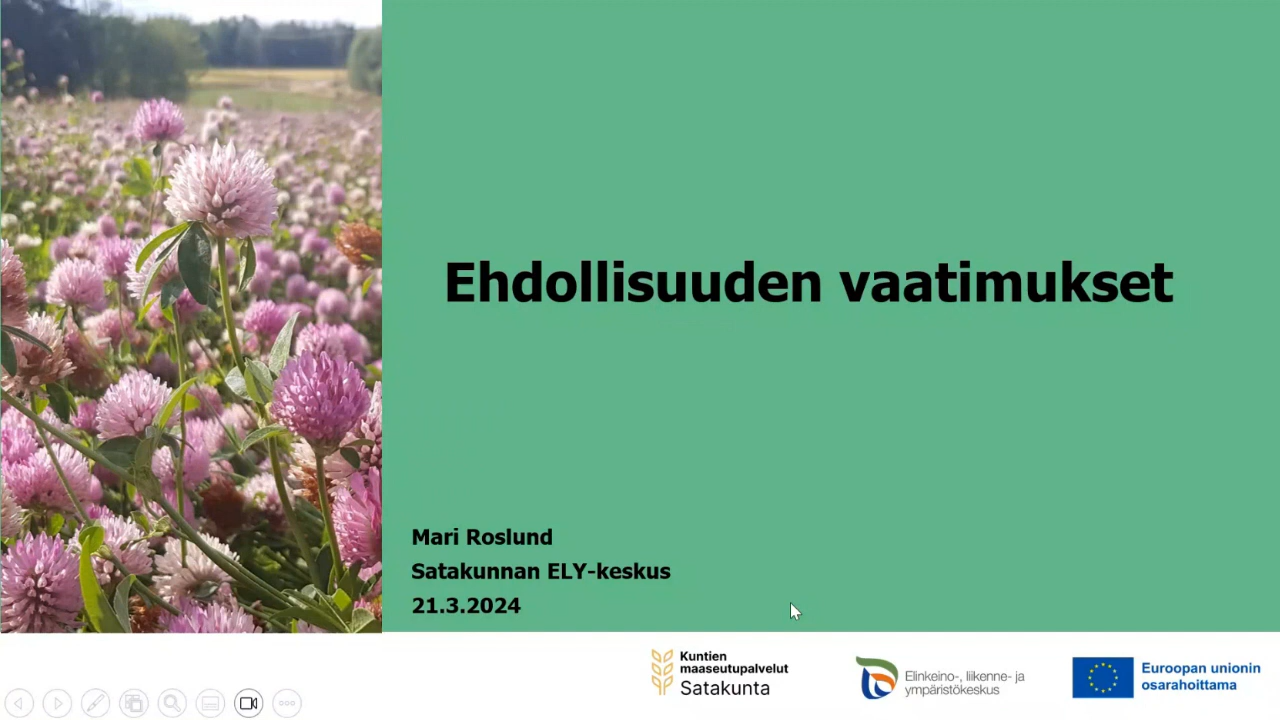 Ehdollisuuden vaatimukset
Mari Roslund
Satakunnan ELY-keskus
21.3.2024
Kuntien
maaseutupalvelut
Satakunta
Elinkeino-, liikenne- ja
ympäristökeskus
Euroopan unionin
osarahoittama